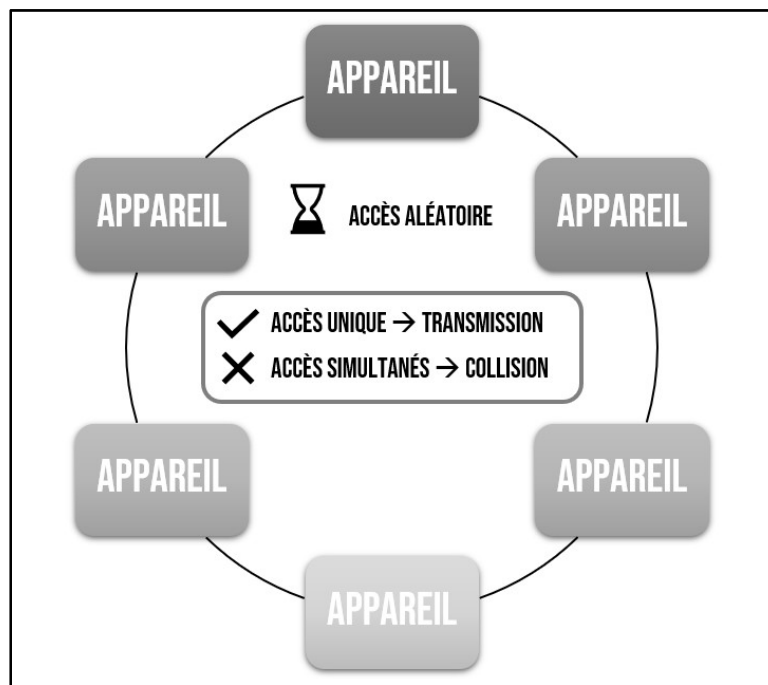 APPAREIL
APPAREIL
APPAREIL
ACCÈS ALÉATOIRE
ACCÈS UNIQUE → TRANSMISSION
ACCÈS SIMULTANÉS → COLLISION
APPAREIL
APPAREIL
APPAREIL